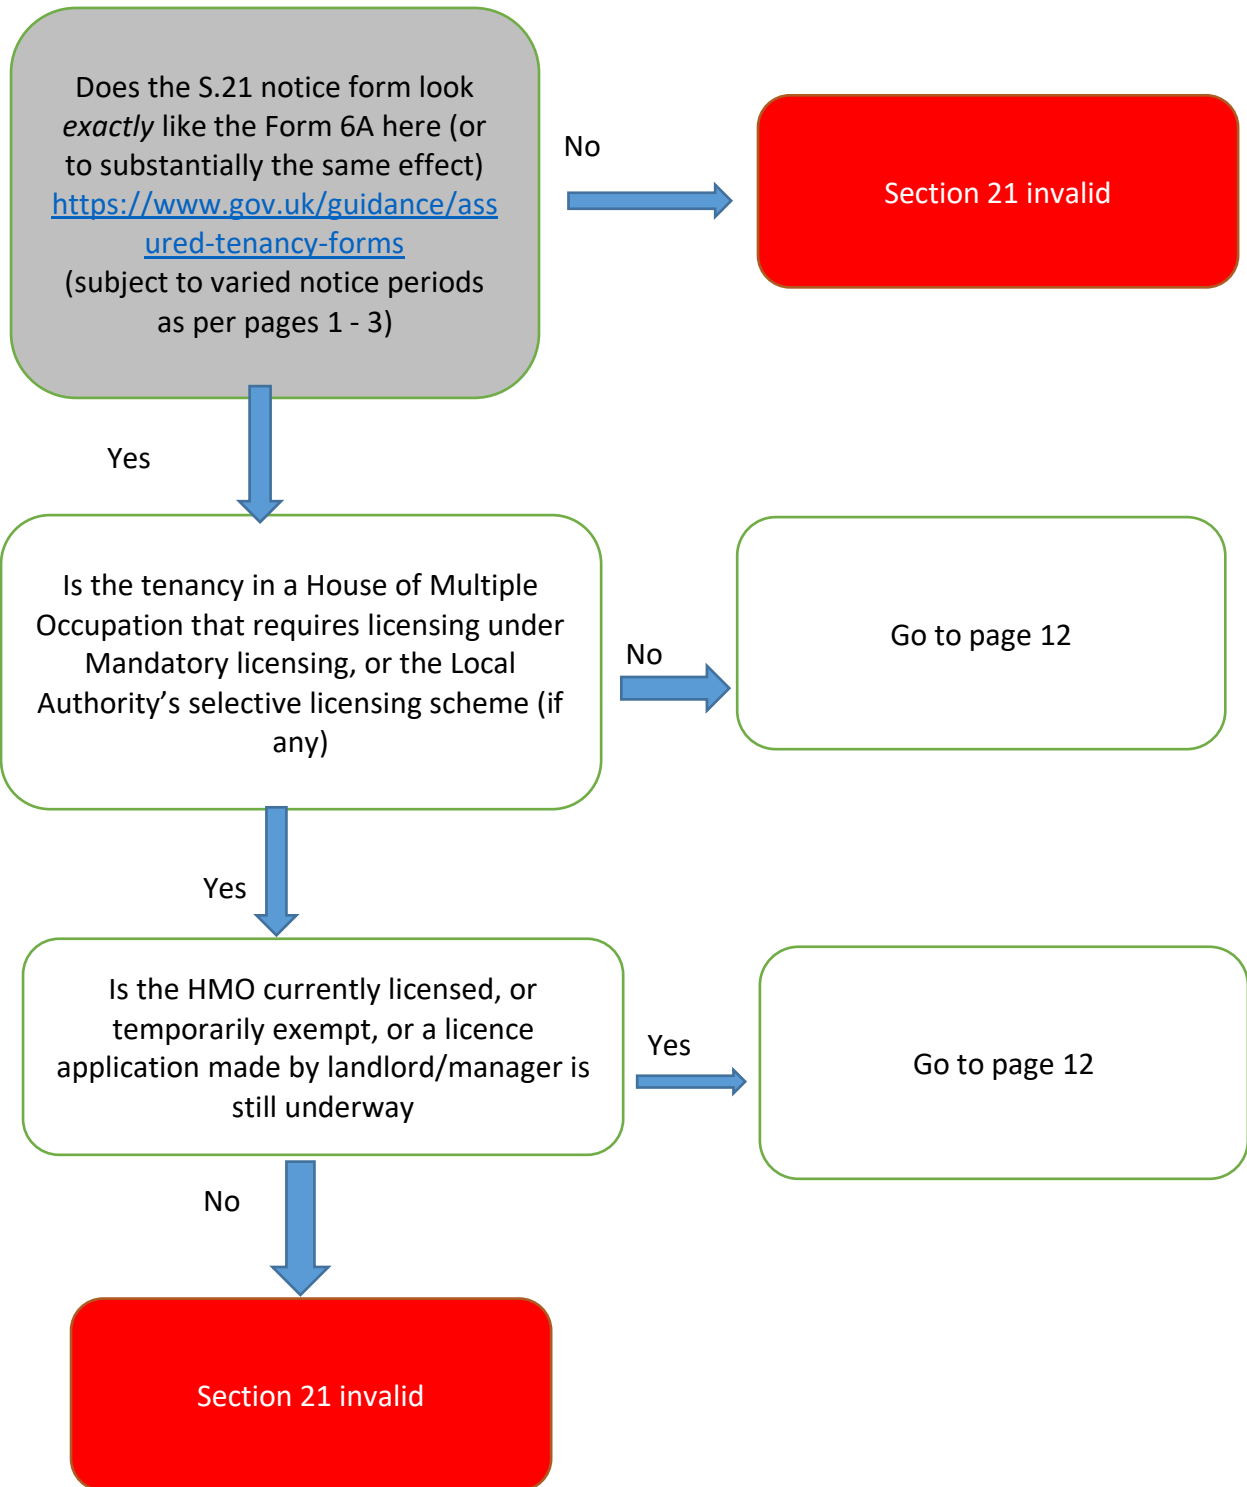 Does the S.21 notice form look
exactly like the Form 6A here (or
to substantially the same effect)
https://www.gov.uk/guidance/ass
ured-tenancy-forms
(subject to varied notice periods
as per pages 1 - 3)
No
Section 21 invalid
Yes
Is the tenancy in a House of Multiple
Occupation that requires licensing under
Mandatory licensing, or the Local
Authority’s selective licensing scheme (if
any)
No
Go to page 12
Yes
Is the HMO currently licensed, or
temporarily exempt, or a licence
application made by landlord/manager is
still underway
Yes
Go to page 12
No
Section 21 invalid